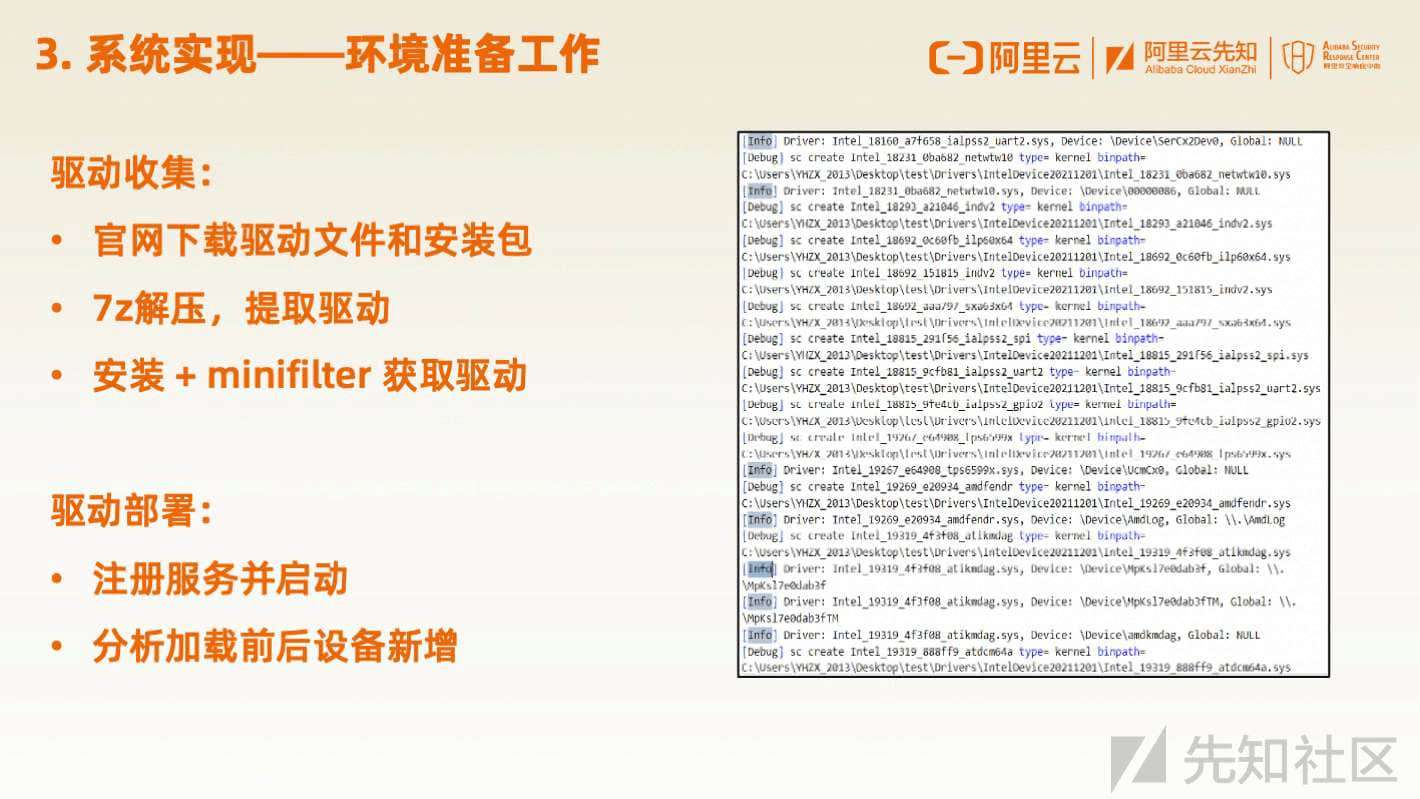 3. 系统实现——环境准备工作
阿里云
阿里云先知
Alibaba Cloud XianZhi
ALIBABA SECURITY
RESPONSE CENTER
驱动收集：
• 官网下载驱动文件和安装包
• 7z解压，提取驱动
• 安装 + minifilter 获取驱动
驱动部署：
• 注册服务并启动
• 分析加载前后设备新增
[Info] Driver: Intel_18160_a7f658_ialpss2_uart2.sys, Device: \Device\SerCx2Dev0, Global: NULL
[Debug] sc create Intel_18231_0ba682_netwtw10 type= kernel binpath=
C:\Users\YHZX_2013\Desktop\test\Drivers\IntelDevice20211201\Intel_18231_0ba682_netwtw10.sys
[Info] Driver: Intel_18231_0ba682_netwtw10.sys, Device: \Device\00000086, Global: NULL
[Debug] sc create Intel_18293_a21046_indv2 type= kernel binpath=
C:\Users\YHZX_2013\Desktop\test\Drivers\IntelDevice20211201\Intel_18293_a21046_indv2.sys
[Debug] sc create Intel_18692_0c60fb_ilp60x64 type= kernel binpath=
C:\Users\YHZX_2013\Desktop\test\Drivers\IntelDevice20211201\Intel_18692_0c60fb_ilp60x64.sys
[Debug] sc create Intel_18692_151815_indv2 type= kernel binpath=
C:\Users\YHZX_2013\Desktop\test\Drivers\IntelDevice20211201\Intel_18692_151815_indv2.sys
[Debug] sc create Intel_18692_aaa797_sxa63x64 type= kernel binpath=
C:\Users\YHZX_2013\Desktop\test\Drivers\IntelDevice20211201\Intel_18692_aaa797_sxa63x64.sys
[Debug] sc create Intel_18815_291f56_ialpss2_spi type= kernel binpath=
C:\Users\YHZX_2013\Desktop\test\Drivers\IntelDevice20211201\Intel_18815_291f56_ialpss2_spi.sys
[Debug] sc create Intel_18815_9cfb81_ialpss2_uart2 type= kernel binpath=
C:\Users\YHZX_2013\Desktop\test\Drivers\IntelDevice20211201\Intel_18815_9cfb81_ialpss2_uart2.sys
[Debug] sc create Intel_18815_9fe4cb_ialpss2_gpio2 type= kernel binpath=
C:\Users\YHZX_2013\Desktop\test\Drivers\IntelDevice20211201\Intel_18815_9fe4cb_ialpss2_gpio2.sys
[Debug] sc create Intel_19267_e64908_tps6599x type= kernel binpath=
C:\Users\YHZX_2013\Desktop\test\Drivers\IntelDevice20211201\Intel_19267_e64908_tps6599x.sys
[Info] Driver: Intel_19267_e64908_tps6599x.sys, Device: \Device\UcmCx0, Global: NULL
[Debug] sc create Intel_19269_e20934_amdfendr type= kernel binpath=
C:\Users\YHZX_2013\Desktop\test\Drivers\IntelDevice20211201\Intel_19269_e20934_amdfendr.sys
[Info] Driver: Intel_19269_e20934_amdfendr.sys, Device: \Device\AmdLog, Global: \\.\AmdLog
[Debug] sc create Intel_19319_4f3f08_atikmdag type= kernel binpath=
C:\Users\YHZX_2013\Desktop\test\Drivers\IntelDevice20211201\Intel_19319_4f3f08_atikmdag.sys
[Info] Driver: Intel_19319_4f3f08_atikmdag.sys, Device: \Device\MpKsl7e0dab3f, Global: \\.
\MpKsl7e0dab3f
[Info] Driver: Intel_19319_4f3f08_atikmdag.sys, Device: \Device\MpKsl7e0dab3fTM, Global: \\.
\MpKsl7e0dab3fTM
[Info] Driver: Intel_19319_4f3f08_atikmdag.sys, Device: \Device\amdkmdag, Global: NULL
[Debug] sc create Intel_19319_888ff9_atdcm64a type= kernel binpath=
C:\Users\YHZX_2013\Desktop\test\Drivers\IntelDevice20211201\Intel_19319_888ff9_atdcm64a.sys
先知社区